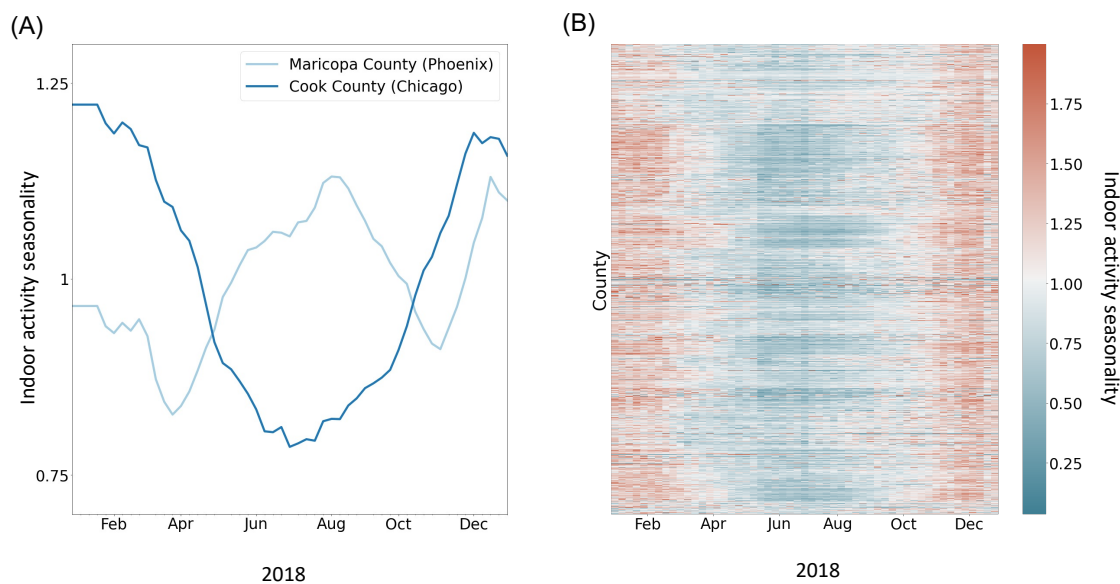 (A)
Indoor activity seasonality
1.25
1
0.75
Maricopa County (Phoenix)
Cook County (Chicago)
Feb Apr Jun Aug Oct Dec
2018
(B)
County
Feb Apr Jun Aug Oct Dec
2018
1.75
1.50
1.25
1.00
0.75
0.50
0.25
Indoor activity seasonality